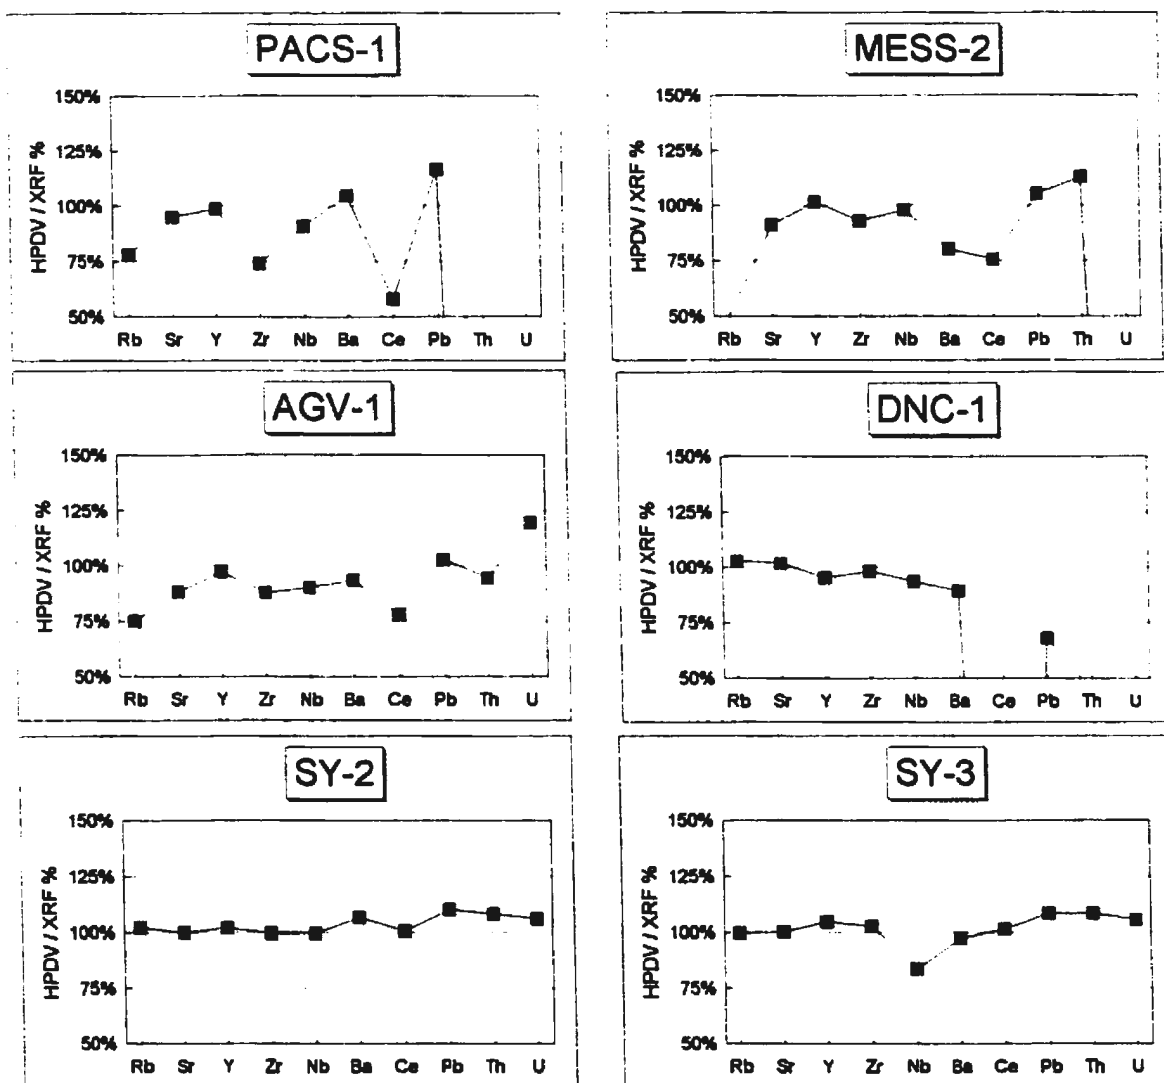 PACS-1
HPDV / XRF %
150%
125%
100%
75%
50%
Rb Sr Y Zr Nb Ba Ce Pb Th U
MESS-2
HPDV / XRF %
150%
125%
100%
75%
50%
Rb Sr Y Zr Nb Ba Ce Pb Th U
AGV-1
HPDV / XRF %
150%
125%
100%
75%
50%
Rb Sr Y Zr Nb Ba Ce Pb Th U
DNC-1
HPDV / XRF %
150%
125%
100%
75%
50%
Rb Sr Y Zr Nb Ba Ce Pb Th U
SY-2
HPDV / XRF %
150%
125%
100%
75%
50%
Rb Sr Y Zr Nb Ba Ce Pb Th U
SY-3
HPDV / XRF %
150%
125%
100%
75%
50%
Rb Sr Y Zr Nb Ba Ce Pb Th U